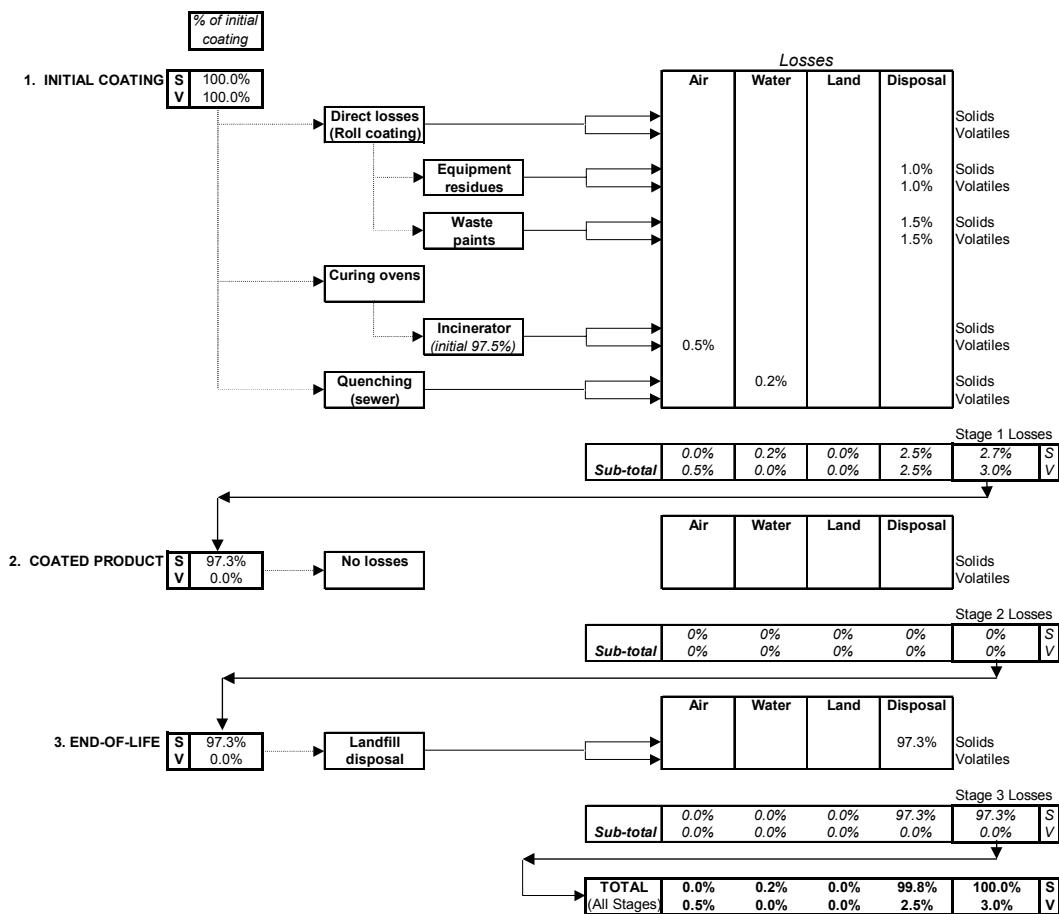 % of initial
coating
1. INITIAL COATING S 100.0%
V 100.0%
Losses
Air Water Land Disposal
Direct losses
(Roll coating)
Solids
Volatiles
Equipment
residues
1.0% Solids
1.0% Volatiles
Waste
paints
1.5% Solids
1.5% Volatiles
Curing ovens
Incinerator
(initial 97.5%)
Solids
0.5% Volatiles
Quenching
(sewer)
0.2% Solids
Volatiles
Stage 1 Losses
0.0% 0.2% 0.0% 2.5% 2.7% S
Sub-total 0.5% 0.0% 0.0% 2.5% 3.0% V
Air Water Land Disposal
2. COATED PRODUCT S 97.3% No losses Solids
V 0.0% Volatiles
Stage 2 Losses
0% 0% 0% 0% 0% S
Sub-total 0% 0% 0% 0% 0% V
Air Water Land Disposal
3. END-OF-LIFE S 97.3% Landfill 97.3% Solids
V 0.0% disposal Volatiles
Stage 3 Losses
0.0% 0.0% 0.0% 97.3% 97.3% S
Sub-total 0.0% 0.0% 0.0% 0.0% 0.0% V
TOTAL 0.0% 0.2% 0.0% 99.8% 100.0% S
(All Stages) 0.5% 0.0% 0.0% 2.5% 3.0% V